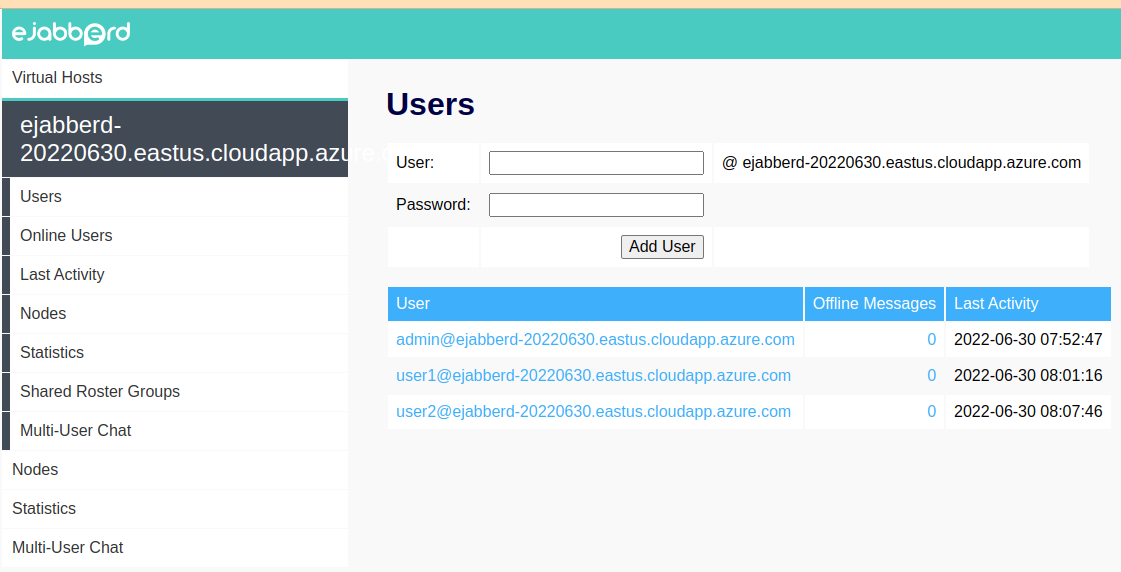 ejabberd
Virtual Hosts
ejabberd-
20220630.eastus.cloudapp.azure.c
Users
Online Users
Last Activity
Nodes
Statistics
Shared Roster Groups
Multi-User Chat
Nodes
Statistics
Multi-User Chat
Users
User: @ ejabberd-20220630.eastus.cloudapp.azure.com
Password:
Add User
User Offline Messages Last Activity
admin@ejabberd-20220630.eastus.cloudapp.azure.com 0 2022-06-30 07:52:47
user1@ejabberd-20220630.eastus.cloudapp.azure.com 0 2022-06-30 08:01:16
user2@ejabberd-20220630.eastus.cloudapp.azure.com 0 2022-06-30 08:07:46